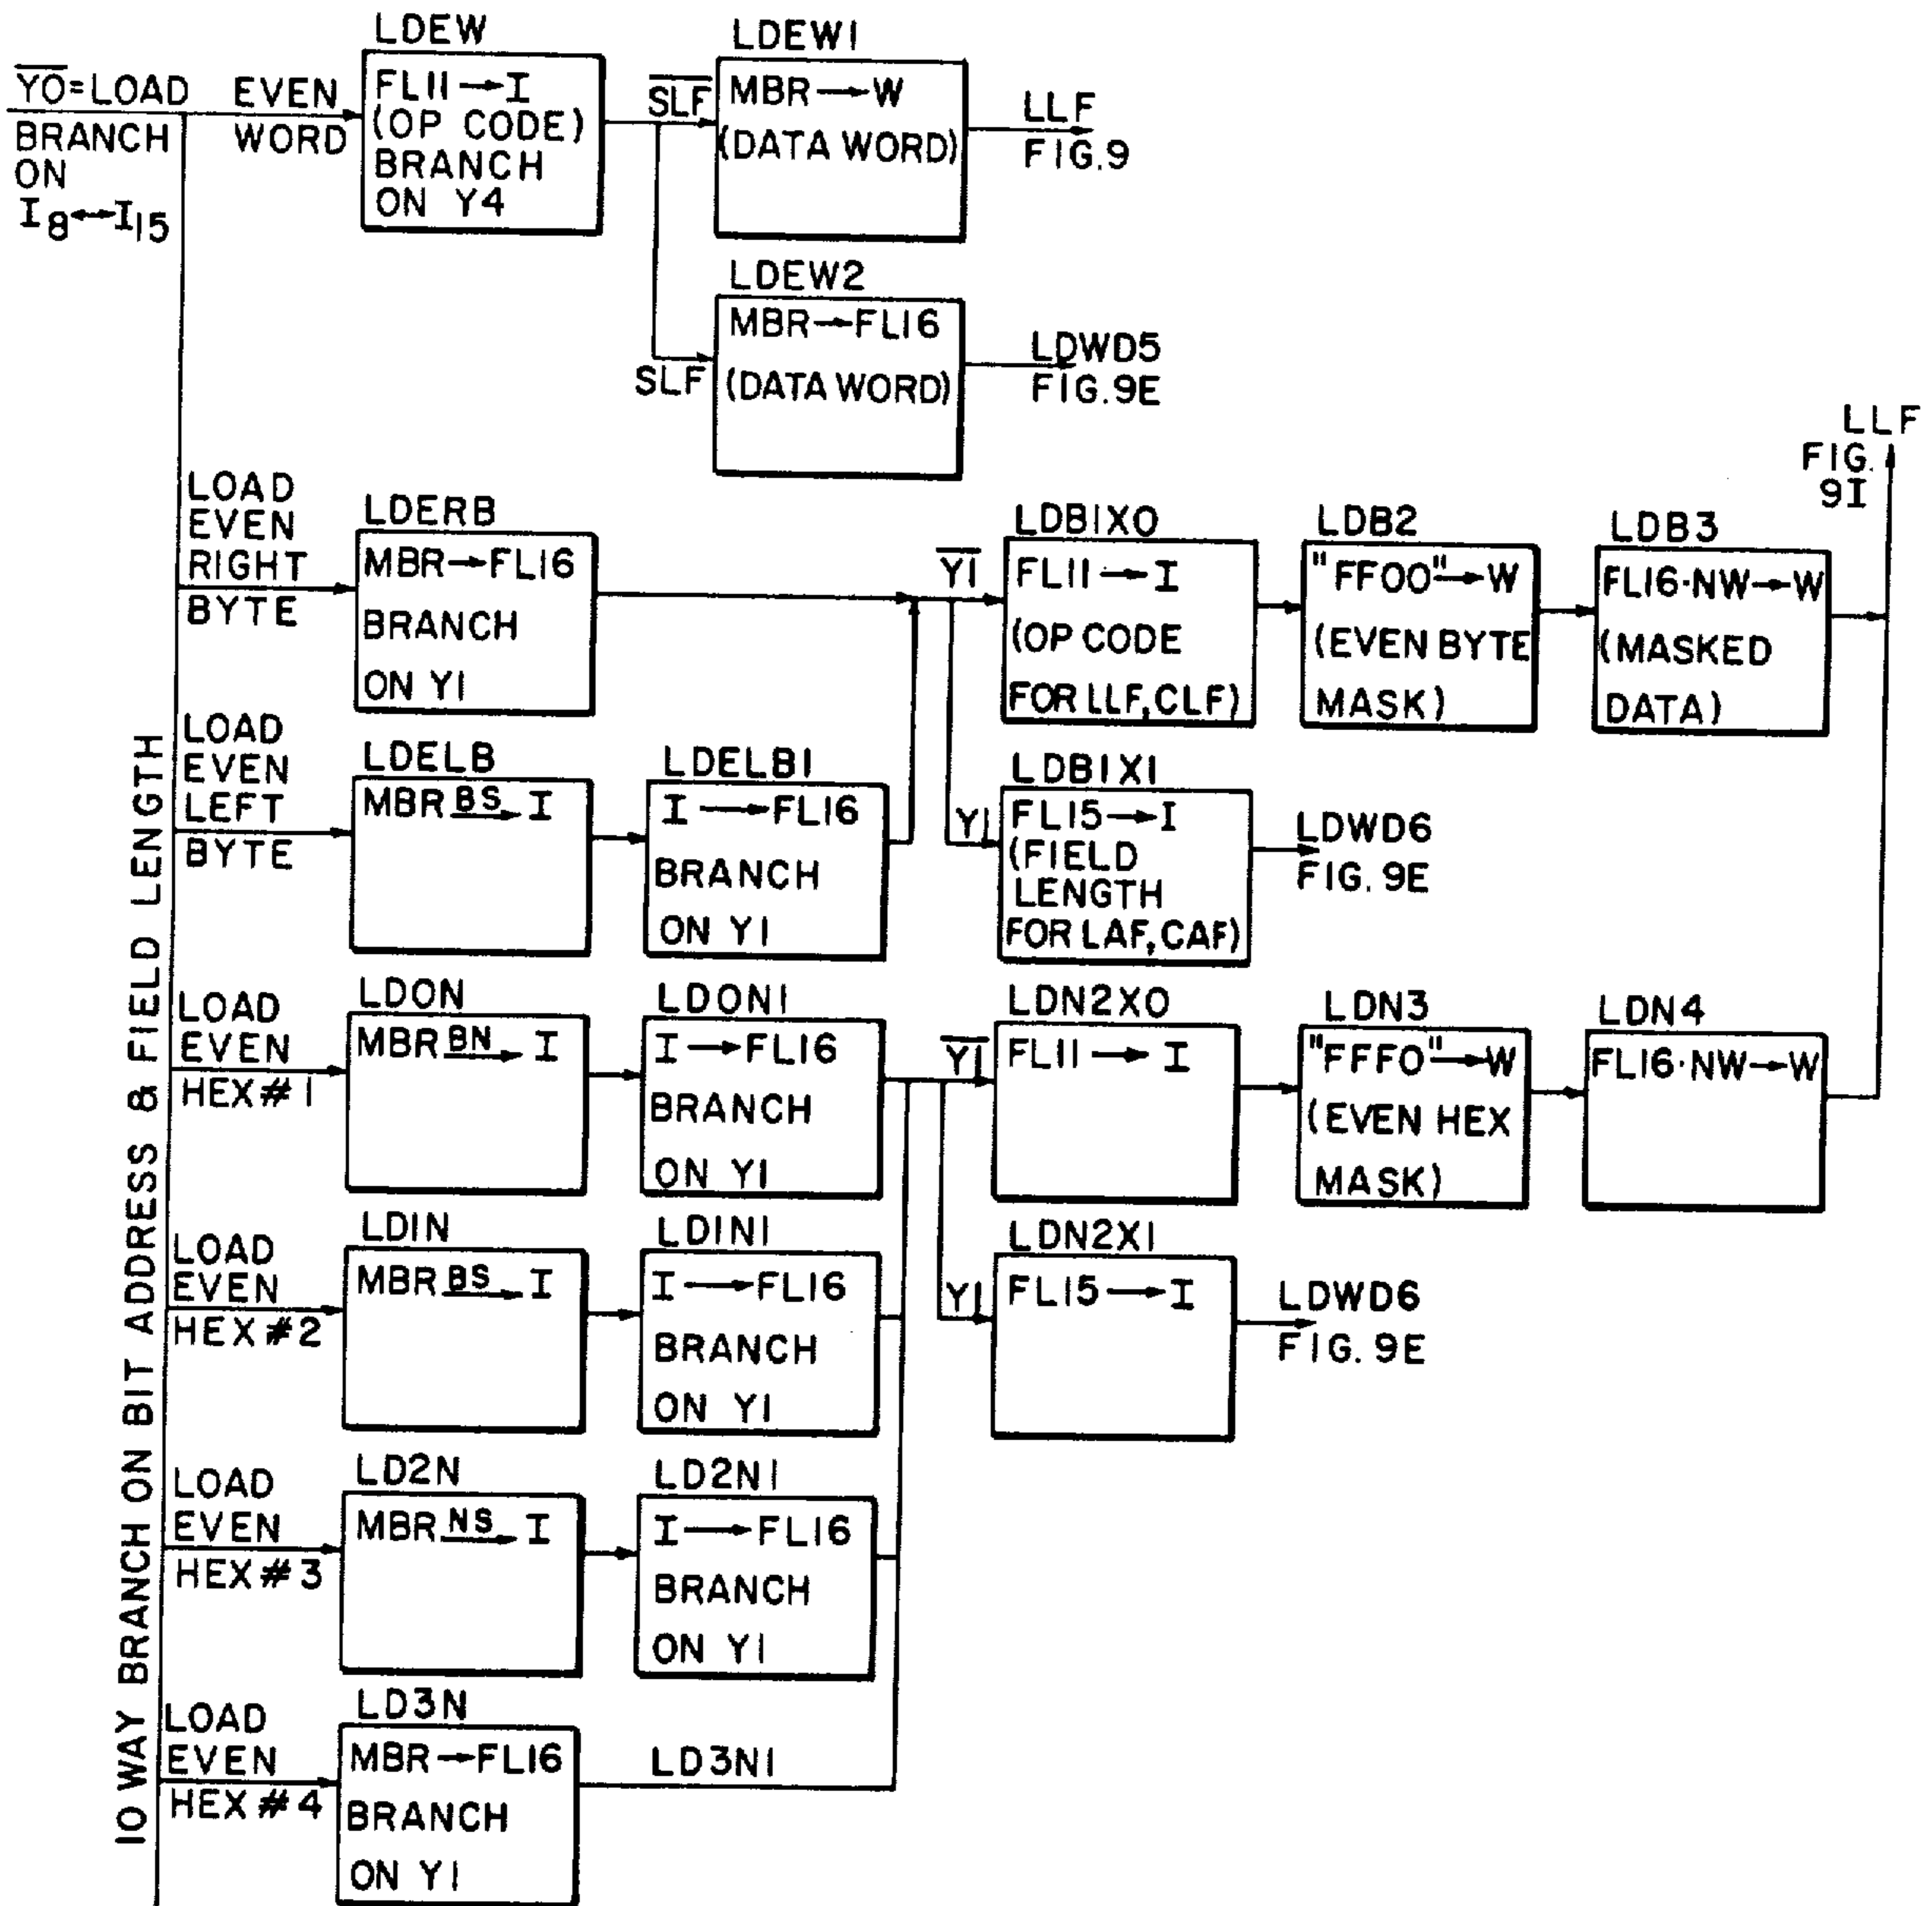 LDEW
LDEW1
Y0=LOAD
EVEN
WORD
BRANCH
ON
I8↔I15
FL11→I
(OP CODE)
BRANCH
ON Y4
SLF
MBR→W
(DATA WORD)
LLF
FIG.9
LDEW2
SLF
MBR→FL16
(DATA WORD)
LDWD5
FIG.9E
LLF
FIG.
9I
LOAD
EVEN
RIGHT
BYTE
LDERB
MBR→FL16
BRANCH
ON Y1
Y1
LDB1X0
FL11→I
(OP CODE
FOR LLF,CLF)
LDB2
"FF00"→W
(EVEN BYTE
MASK)
LDB3
FL16·NW→W
(MASKED
DATA)
LOAD
EVEN
LEFT
BYTE
LDELB
MBR BS→ I
LDELB1
I→FL16
BRANCH
ON Y1
Y1
LDB1X1
FL15→I
(FIELD
LENGTH
FOR LAF,CAF)
LDWD6
FIG. 9E
10 WAY BRANCH ON BIT ADDRESS & FIELD LENGTH
LOAD
EVEN
HEX#1
LD0N
MBR BN→ I
LD0N1
I→FL16
BRANCH
ON Y1
Y1
LDN2X0
FL11→I
LDN3
"FFF0"→W
(EVEN HEX
MASK)
LDN4
FL16·NW→W
LOAD
EVEN
HEX#2
LD1N
MBR BS→ I
LD1N1
I→FL16
BRANCH
ON Y1
Y1
LDN2X1
FL15→I
LDWD6
FIG. 9E
LOAD
EVEN
HEX#3
LD2N
MBR NS→ I
LD2N1
I→FL16
BRANCH
ON Y1
LOAD
EVEN
HEX#4
LD3N
MBR→FL16
BRANCH
ON Y1
LD3N1